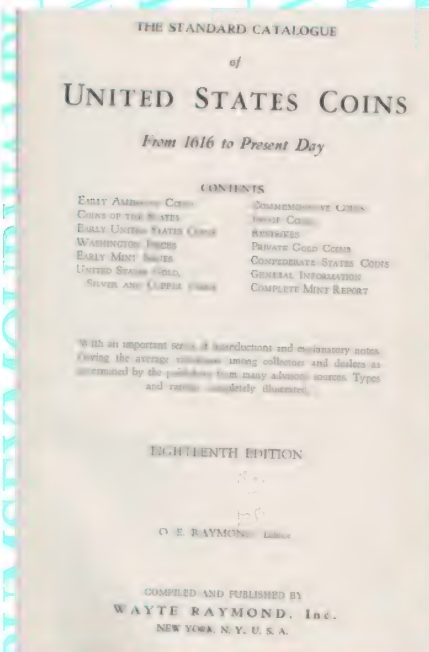 THE STANDARD CATALOGUE
of
UNITED STATES COINS
From 1616 to Present Day
CONTENTS
EARLY AMERICAN COINS
COINS OF THE STATES
EARLY UNITED STATES COINS
WASHINGTON PIECES
EARLY MINT ISSUES
UNITED STATES GOLD,
SILVER AND COPPER COINS
COMMEMORATIVE COINS
PROOF COINS
RESTRIKES
PRIVATE GOLD COINS
CONFEDERATE STATES COINS
GENERAL INFORMATION
COMPLETE MINT REPORT
With an important series of introductions and explanatory notes.
Giving the average valuations among collectors and dealers as
determined by the publishers from many advisory sources. Types
and rarities completely illustrated.
EIGHTEENTH EDITION
O. E. RAYMOND, Editor
COMPILED AND PUBLISHED BY
WAYTE RAYMOND, Inc.
NEW YORK, N. Y. U. S. A.